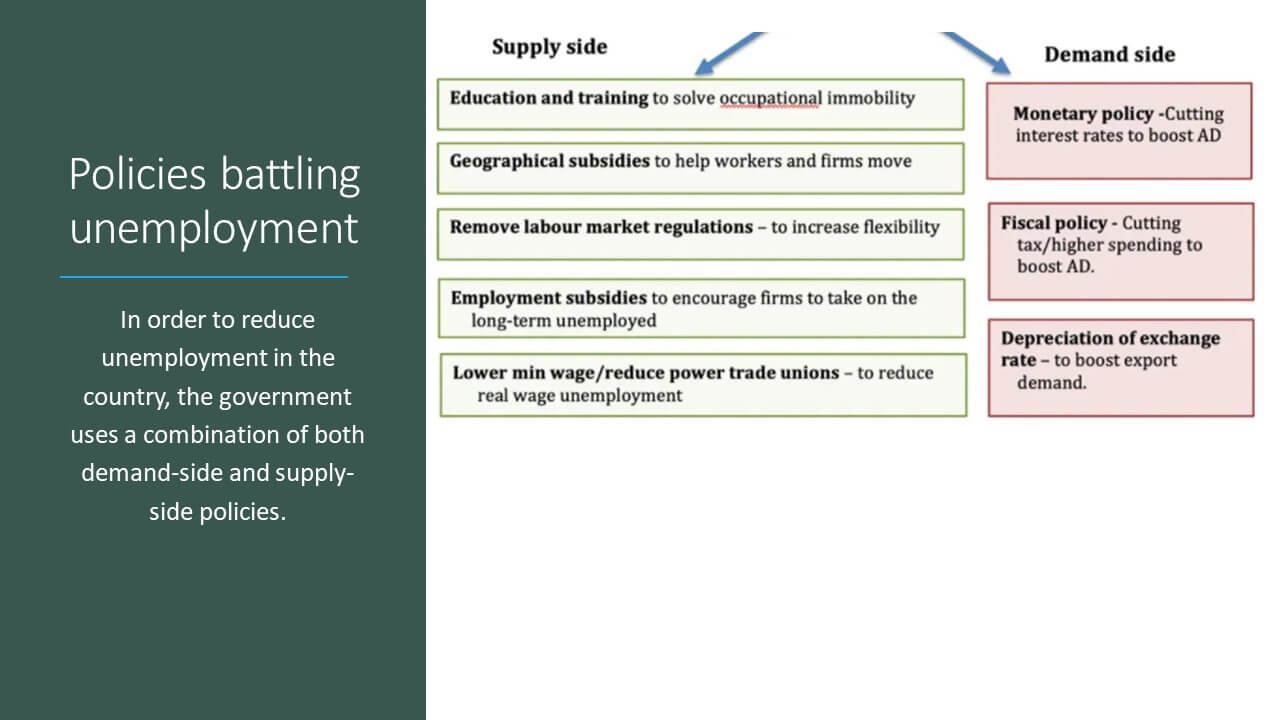 Policies battling
unemployment
In order to reduce
unemployment in the
country, the government
uses a combination of both
demand-side and supply-
side policies.
Supply side
Education and training to solve occupational immobility
Geographical subsidies to help workers and firms move
Remove labour market regulations – to increase flexibility
Employment subsidies to encourage firms to take on the
long-term unemployed
Lower min wage/reduce power trade unions – to reduce
real wage unemployment
Demand side
Monetary policy -Cutting
interest rates to boost AD
Fiscal policy - Cutting
tax/higher spending to
boost AD.
Depreciation of exchange
rate – to boost export
demand.